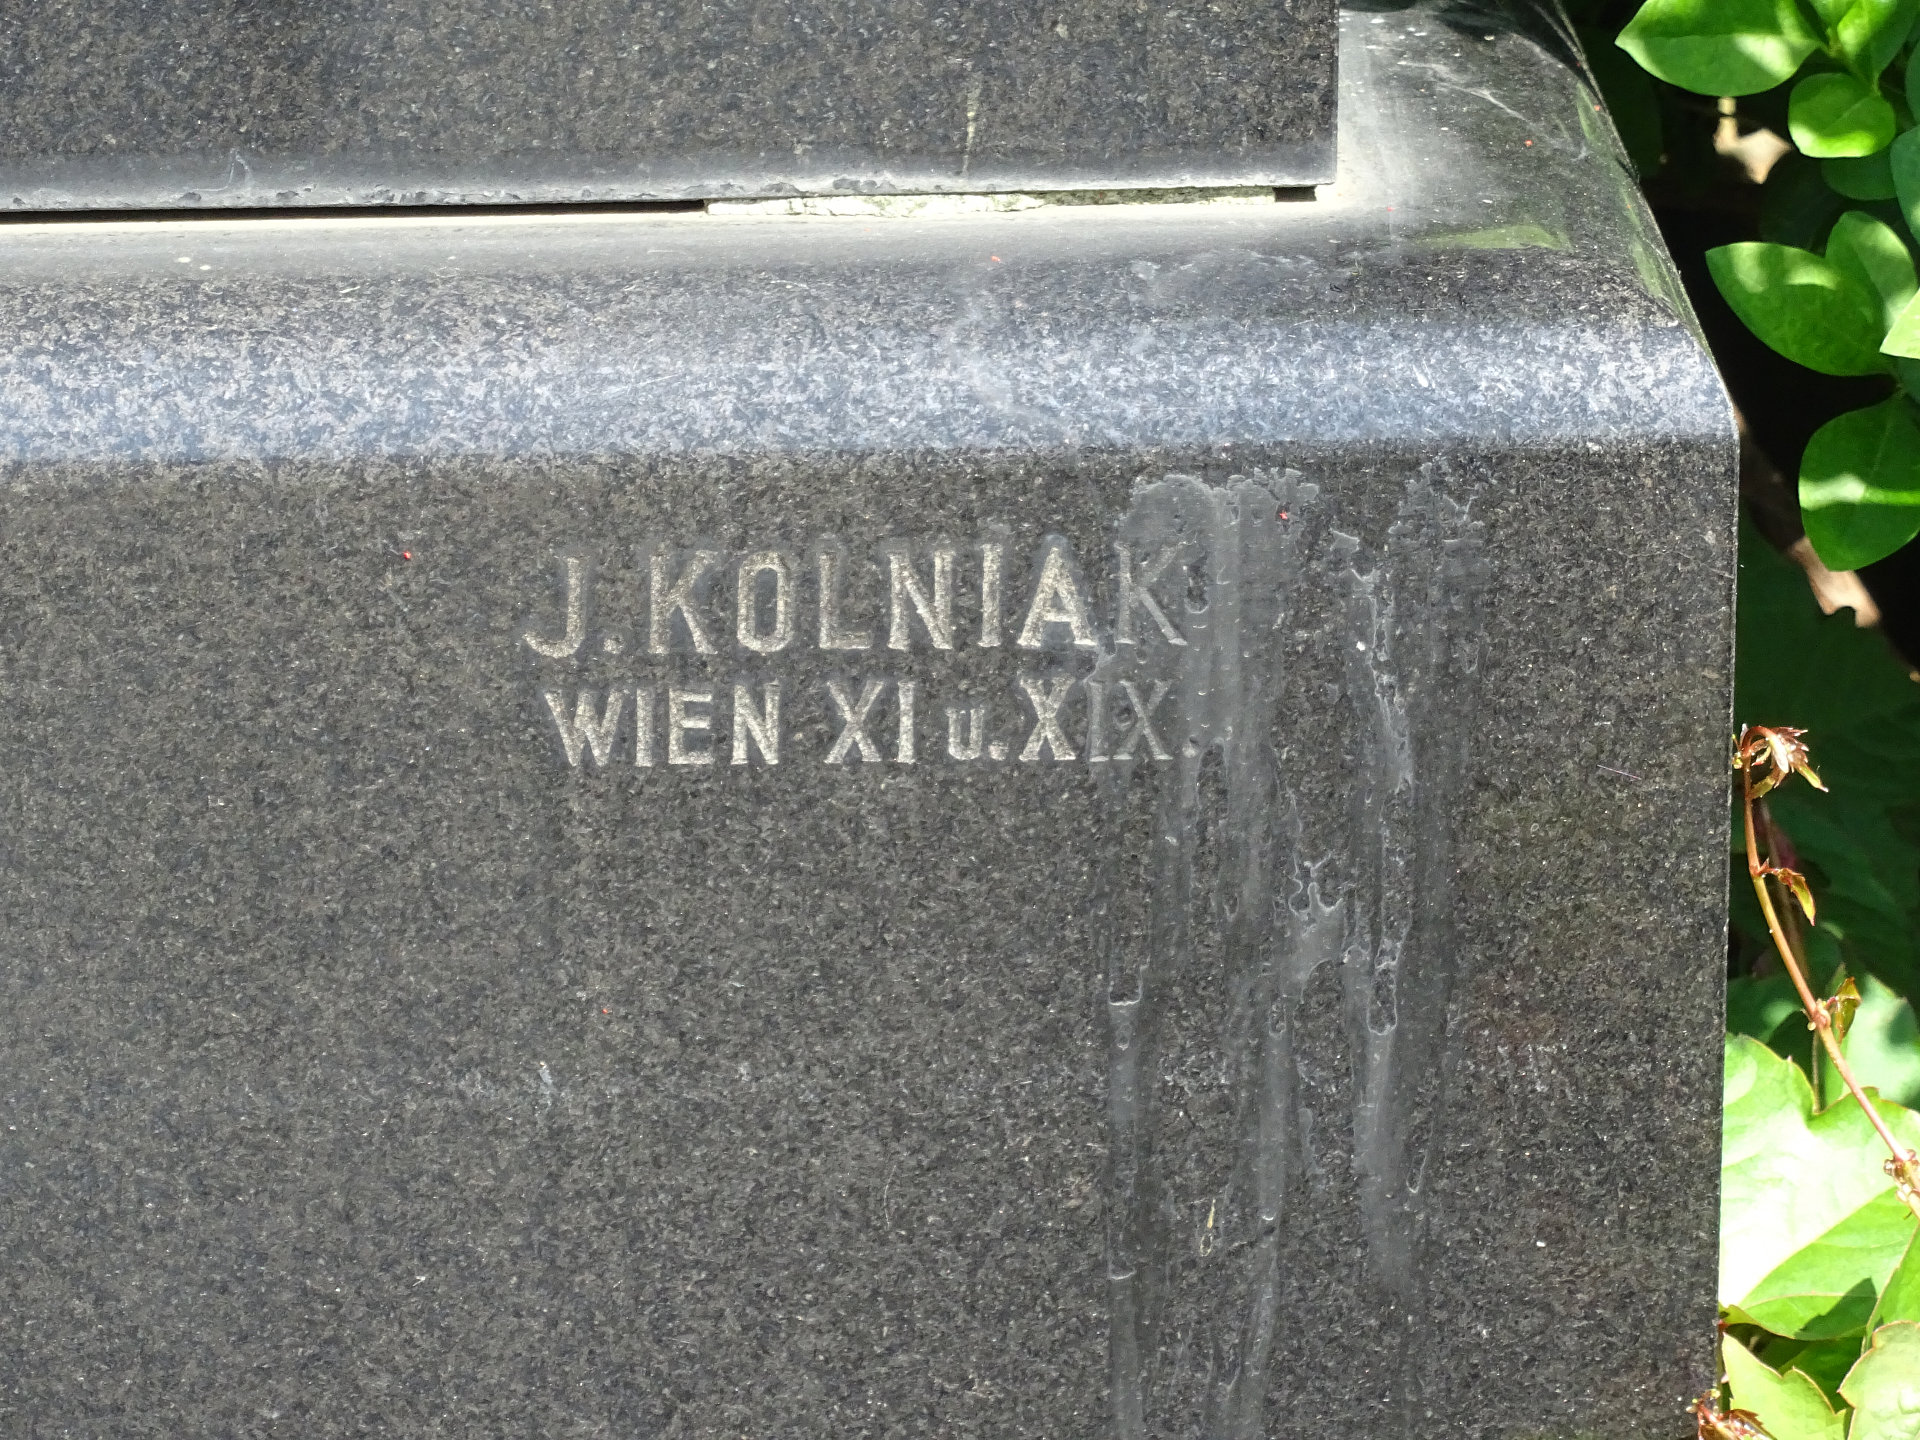 J. KOLNIAK
WIEN XI u. XIX.